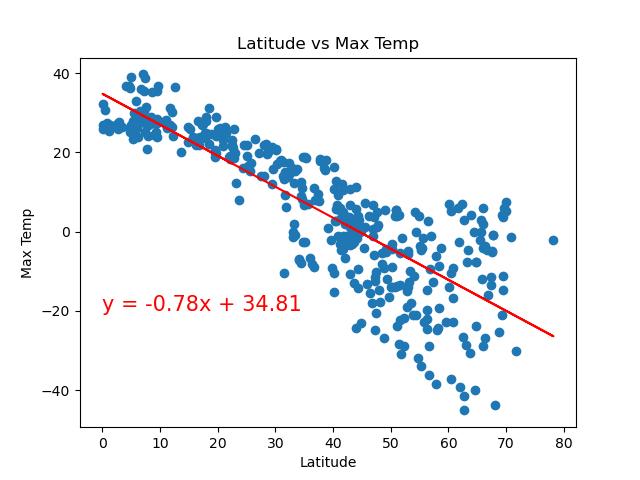 Latitude vs Max Temp
40
20
0
−20
−40
Max Temp
y = -0.78x + 34.81
0 10 20 30 40 50 60 70 80
Latitude